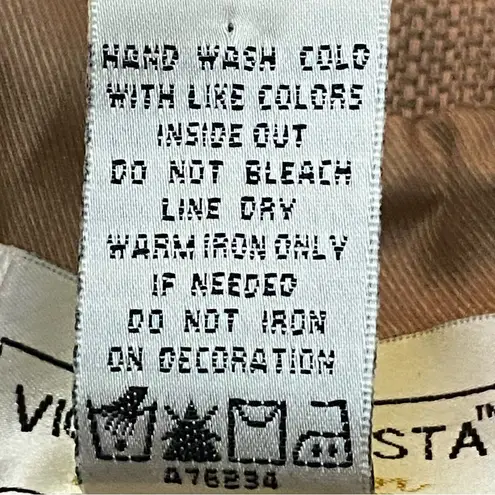 HAND WASH COLD
WITH LIKE COLORS
INSIDE OUT
DO NOT BLEACH
LINE DRY
WARM IRON ONLY
IF NEEDED
DO NOT IRON
ON DECORATION
STA™
A76234